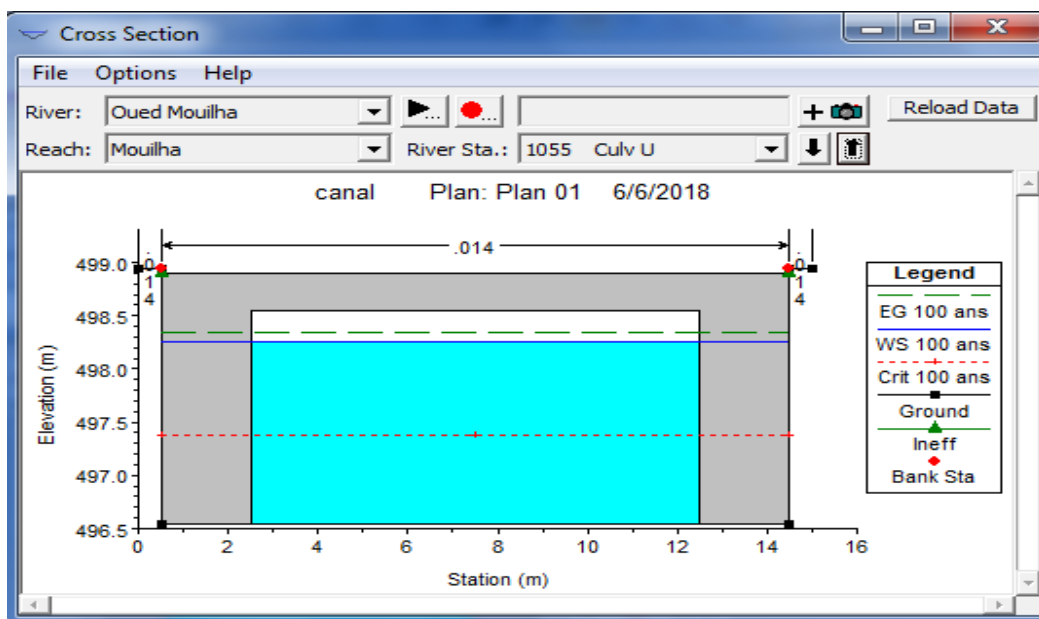 Cross Section
File Options Help
River: Oued Mouilha ... ... Reload Data
Reach: Mouilha River Sta.: 1055 Culv U
canal Plan: Plan 01 6/6/2018
.014
.014
.014
499.0
498.5
498.0
497.5
497.0
496.5
Elevation (m)
0 2 4 6 8 10 12 14 16
Station (m)
Legend
EG 100 ans
WS 100 ans
Crit 100 ans
Ground
Ineff
Bank Sta